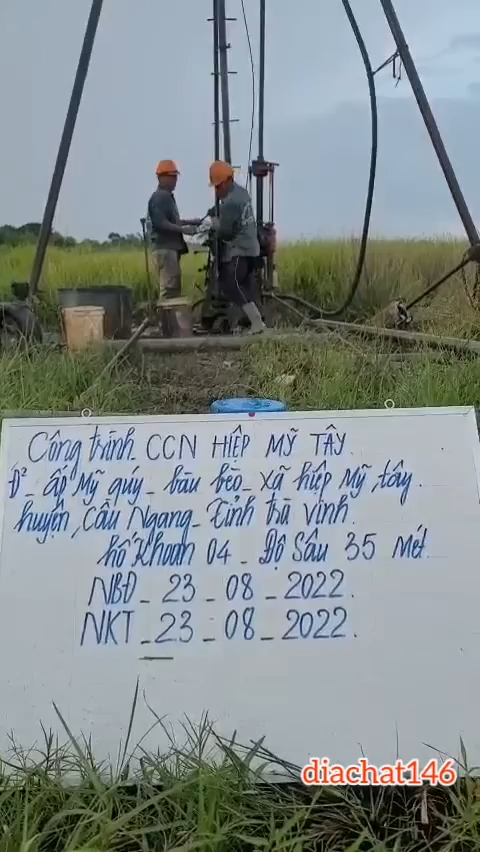 Công trình CCN HIỆP MỸ TÂY
Đ²_ ấp Mỹ quý_ bàu bèo_ xã hiệp Mỹ tây.
huyện, Cầu Ngang_ Tỉnh trà vinh.
hố Khoan 04_ Độ Sâu 35 Mét
NBĐ_ 23_08_2022.
NKT_23_08_2022.
diachat146